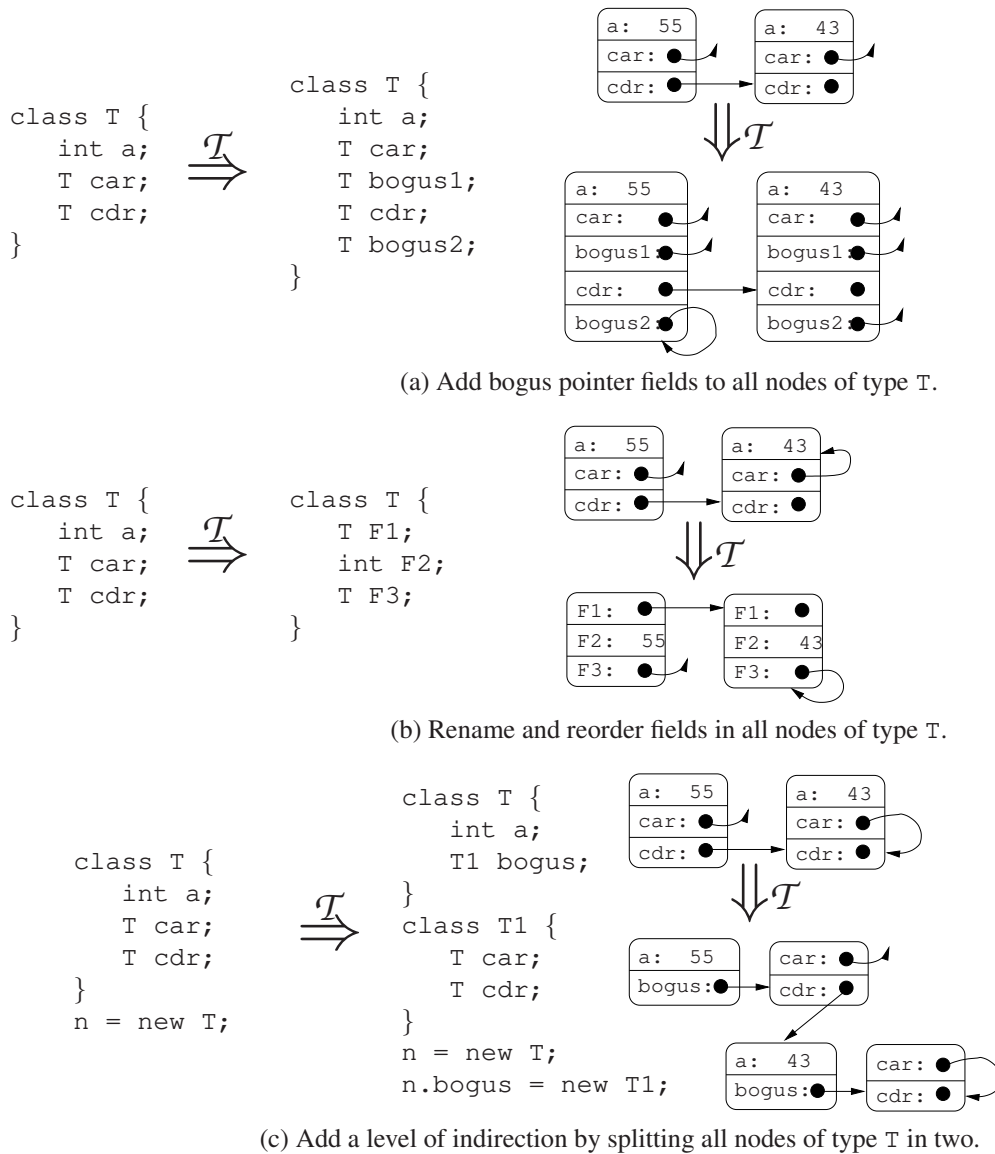 class T {
int a;
T car;
T cdr;
}
𝒯
class T {
int a;
T car;
T bogus1;
T cdr;
T bogus2;
}
a: 55
car:
cdr:
a: 43
car:
cdr:
𝒯
a: 55
car:
bogus1:
cdr:
bogus2:
a: 43
car:
bogus1:
cdr:
bogus2:
(a) Add bogus pointer fields to all nodes of type T.
class T {
int a;
T car;
T cdr;
}
𝒯
class T {
T F1;
int F2;
T F3;
}
a: 55
car:
cdr:
a: 43
car:
cdr:
𝒯
F1:
F2: 55
F3:
F1:
F2: 43
F3:
(b) Rename and reorder fields in all nodes of type T.
class T {
int a;
T car;
T cdr;
}
n = new T;
𝒯
class T {
int a;
T1 bogus;
}
class T1 {
T car;
T cdr;
}
n = new T;
n.bogus = new T1;
a: 55
car:
cdr:
a: 43
car:
cdr:
𝒯
a: 55
bogus:
car:
cdr:
a: 43
bogus:
car:
cdr:
(c) Add a level of indirection by splitting all nodes of type T in two.